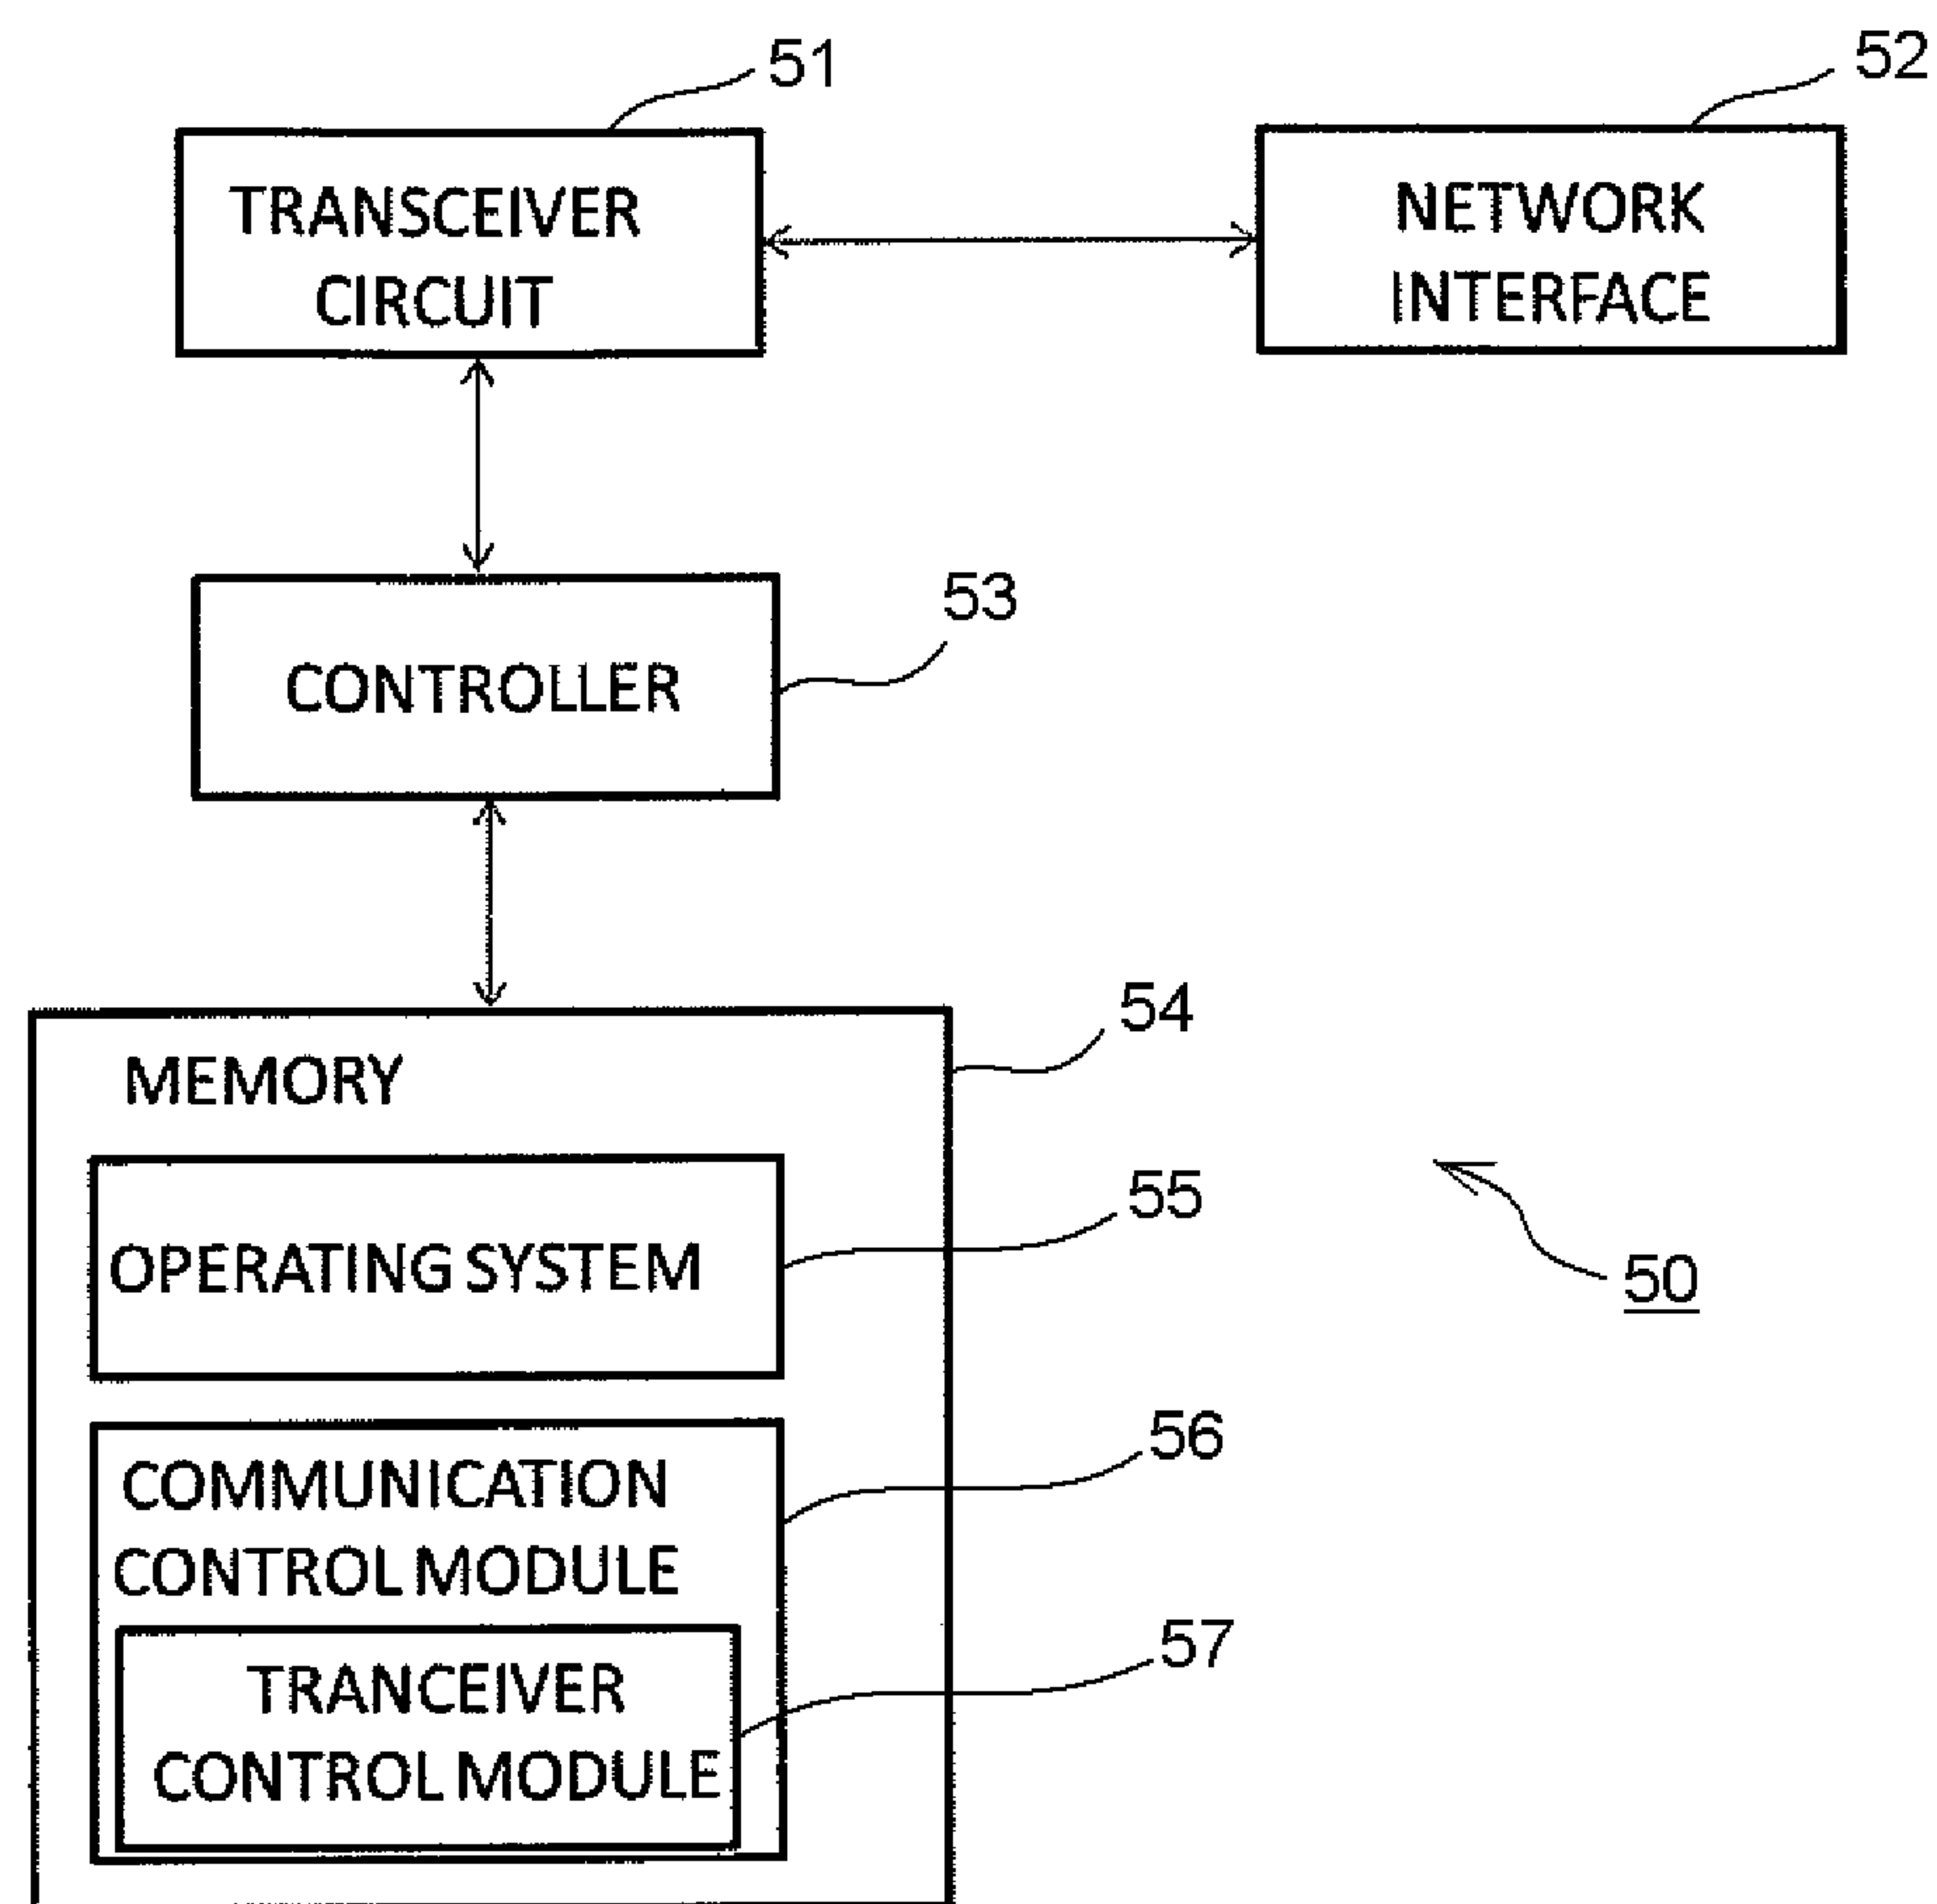 51
52
TRANSCEIVER
CIRCUIT
NETWORK
INTERFACE
53
CONTROLLER
54
MEMORY
55
OPERATING SYSTEM
50
56
COMMUNICATION
CONTROL MODULE
57
TRANCEIVER
CONTROL MODULE